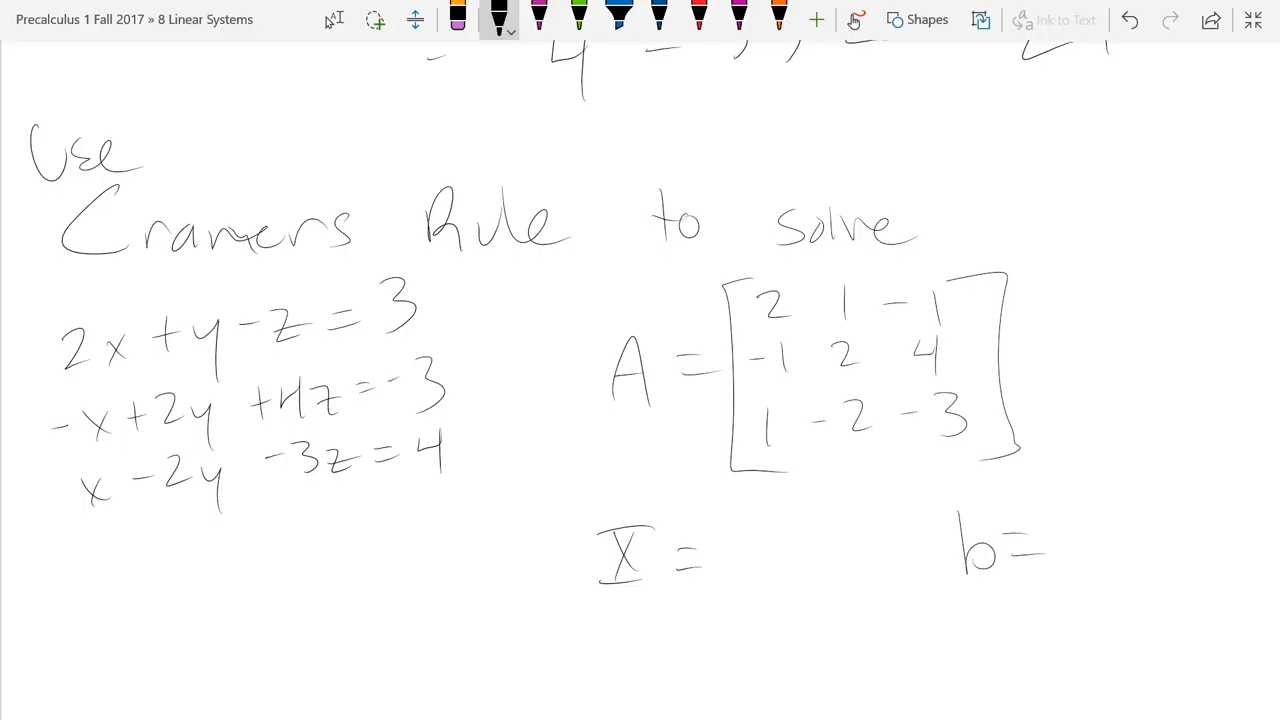 Precalculus 1 Fall 2017 » 8 Linear Systems
Shapes
Ink to Text
Use
Cramers Rule to solve
2x + y - z = 3
-x + 2y + 4z = -3
x - 2y - 3z = 4
A = [2 1 -1
-1 2 4
1 -2 -3]
X =
b =